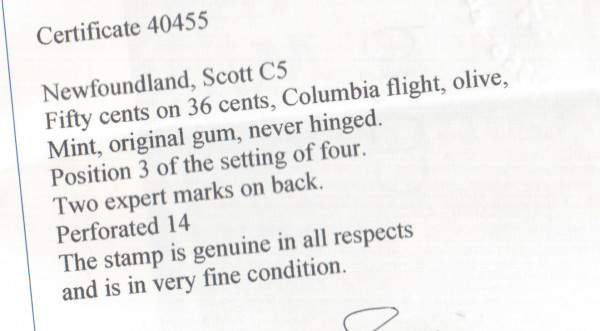 Certificate 40455
Newfoundland, Scott C5
Fifty cents on 36 cents, Columbia flight, olive,
Mint, original gum, never hinged.
Position 3 of the setting of four.
Two expert marks on back.
Perforated 14
The stamp is genuine in all respects
and is in very fine condition.